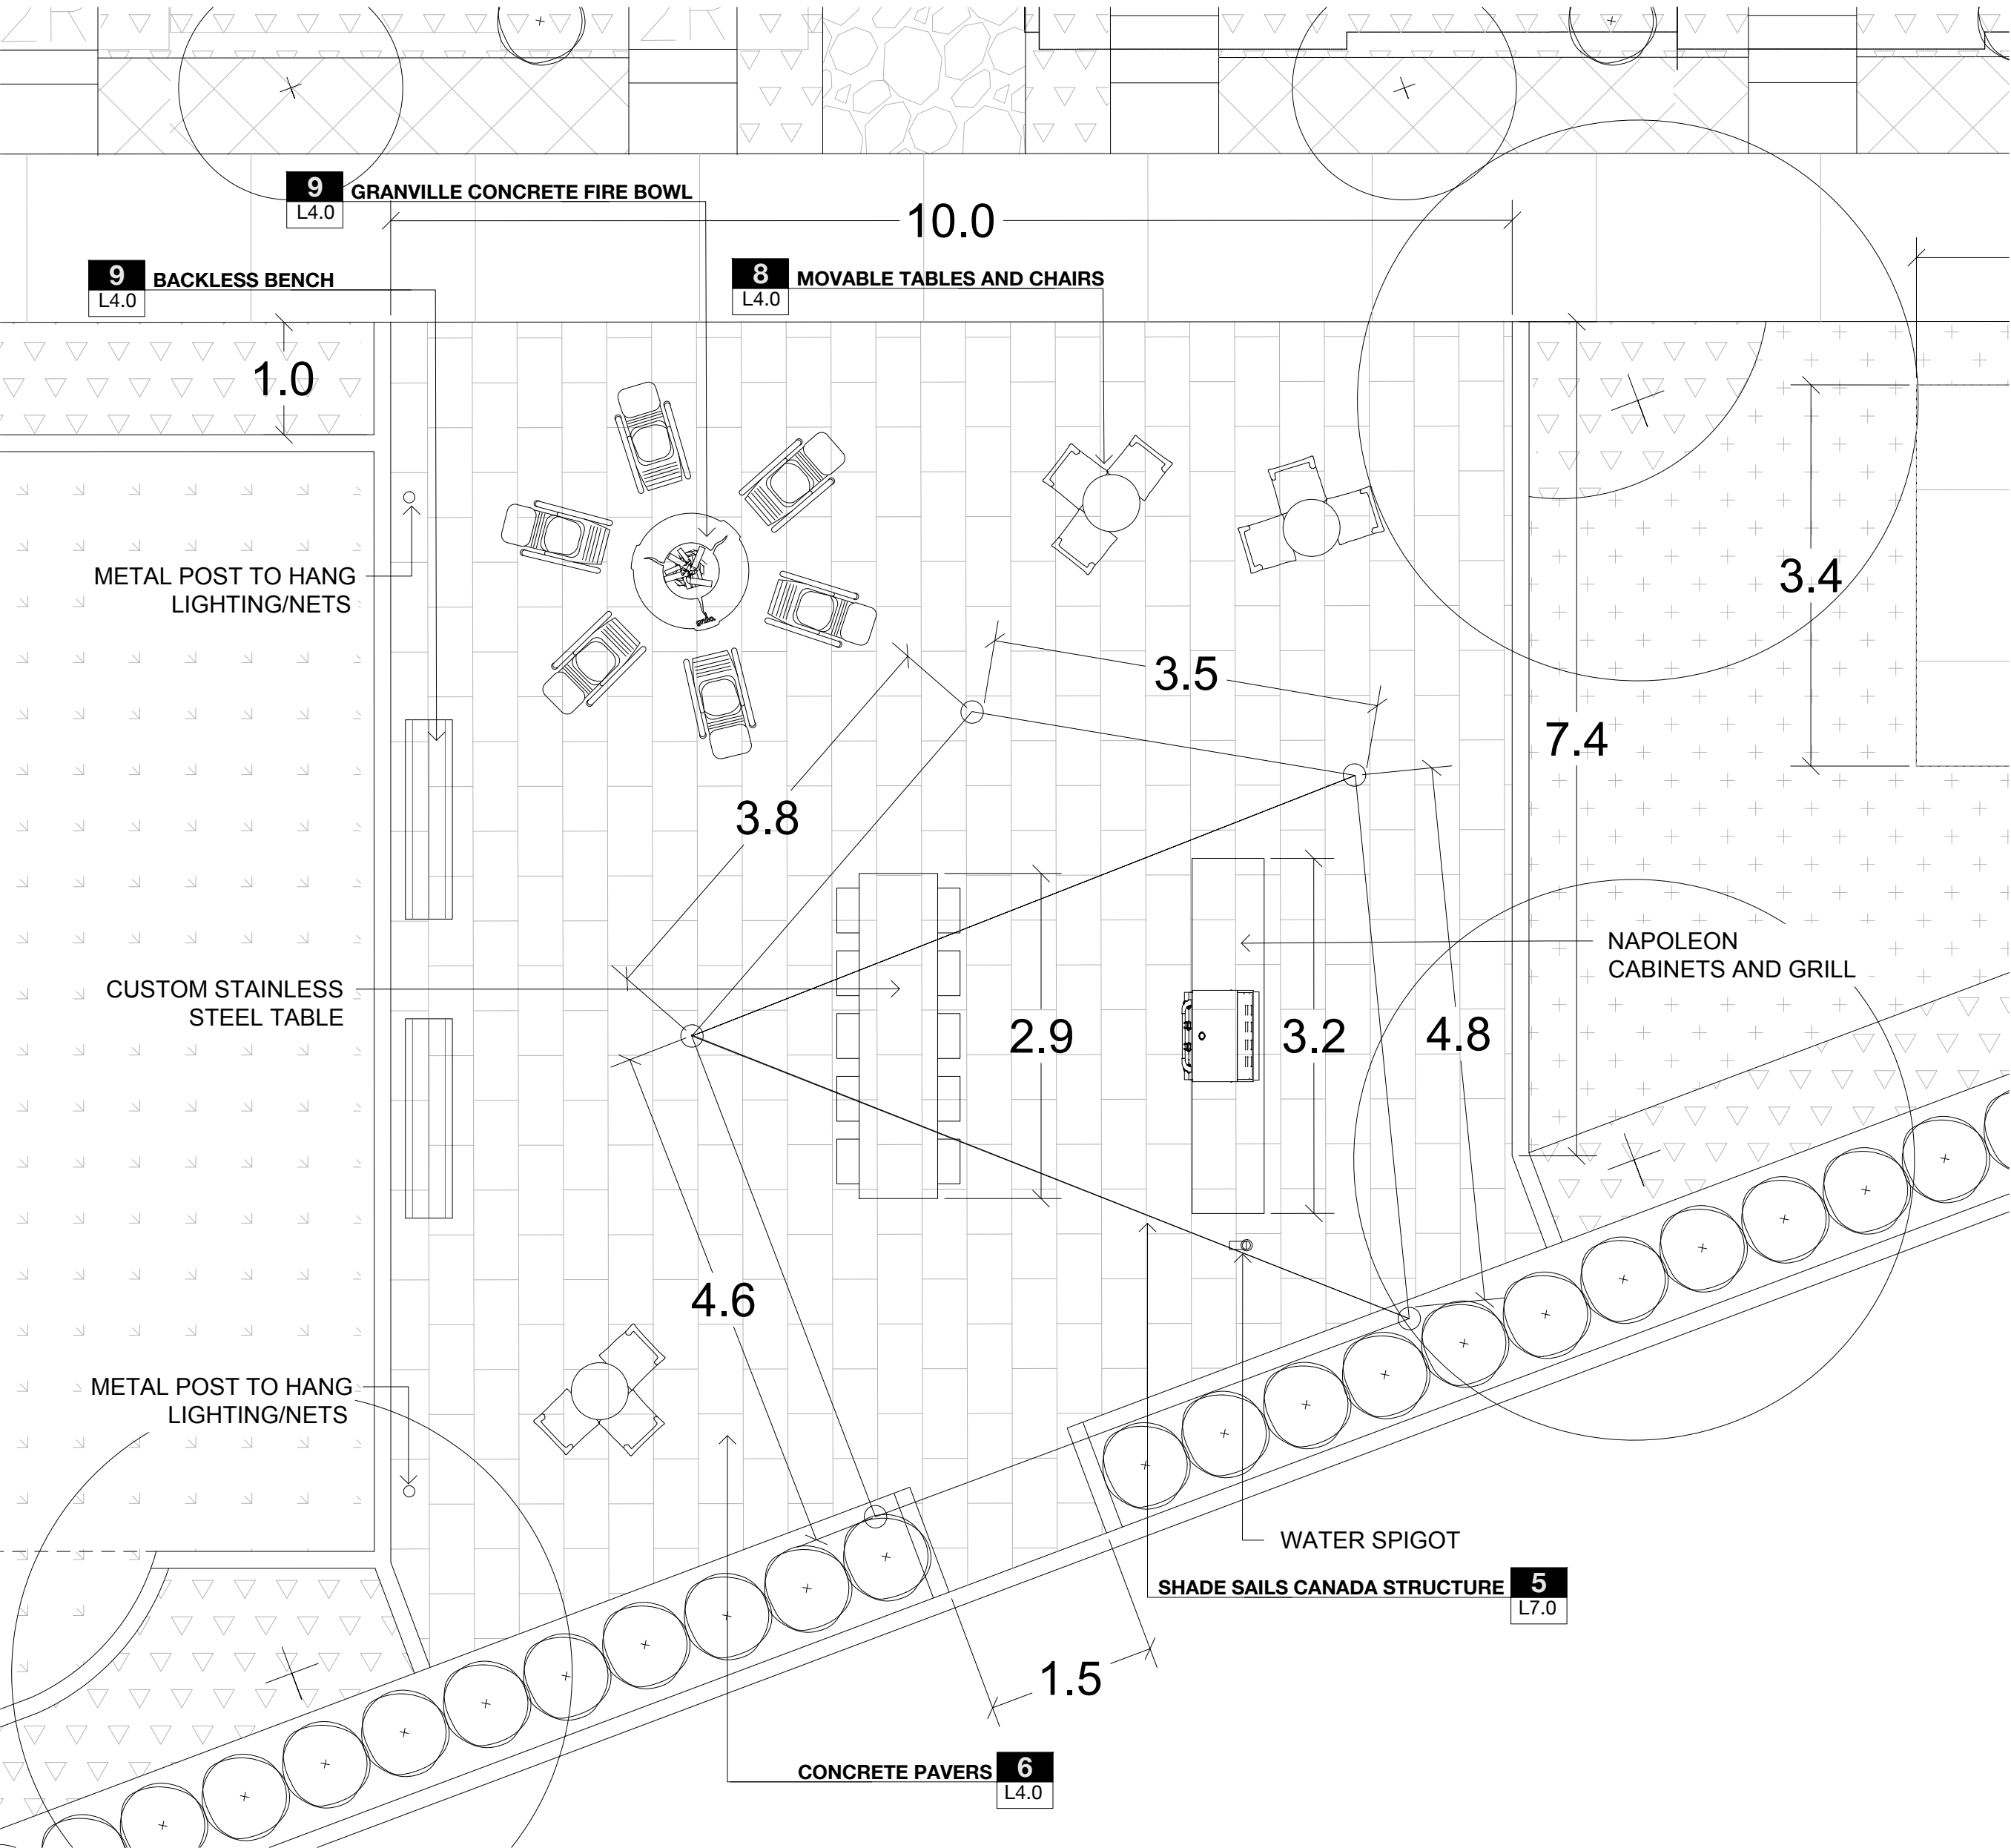 2R
2R
9
L4.0
GRANVILLE CONCRETE FIRE BOWL
10.0
9
L4.0
BACKLESS BENCH
8
L4.0
MOVABLE TABLES AND CHAIRS
1.0
METAL POST TO HANG
LIGHTING/NETS
3.4
3.5
7.4
3.8
NAPOLEON
CABINETS AND GRILL
CUSTOM STAINLESS
STEEL TABLE
2.9
3.2
4.8
4.6
METAL POST TO HANG
LIGHTING/NETS
WATER SPIGOT
SHADE SAILS CANADA STRUCTURE
5
L7.0
1.5
CONCRETE PAVERS
6
L4.0